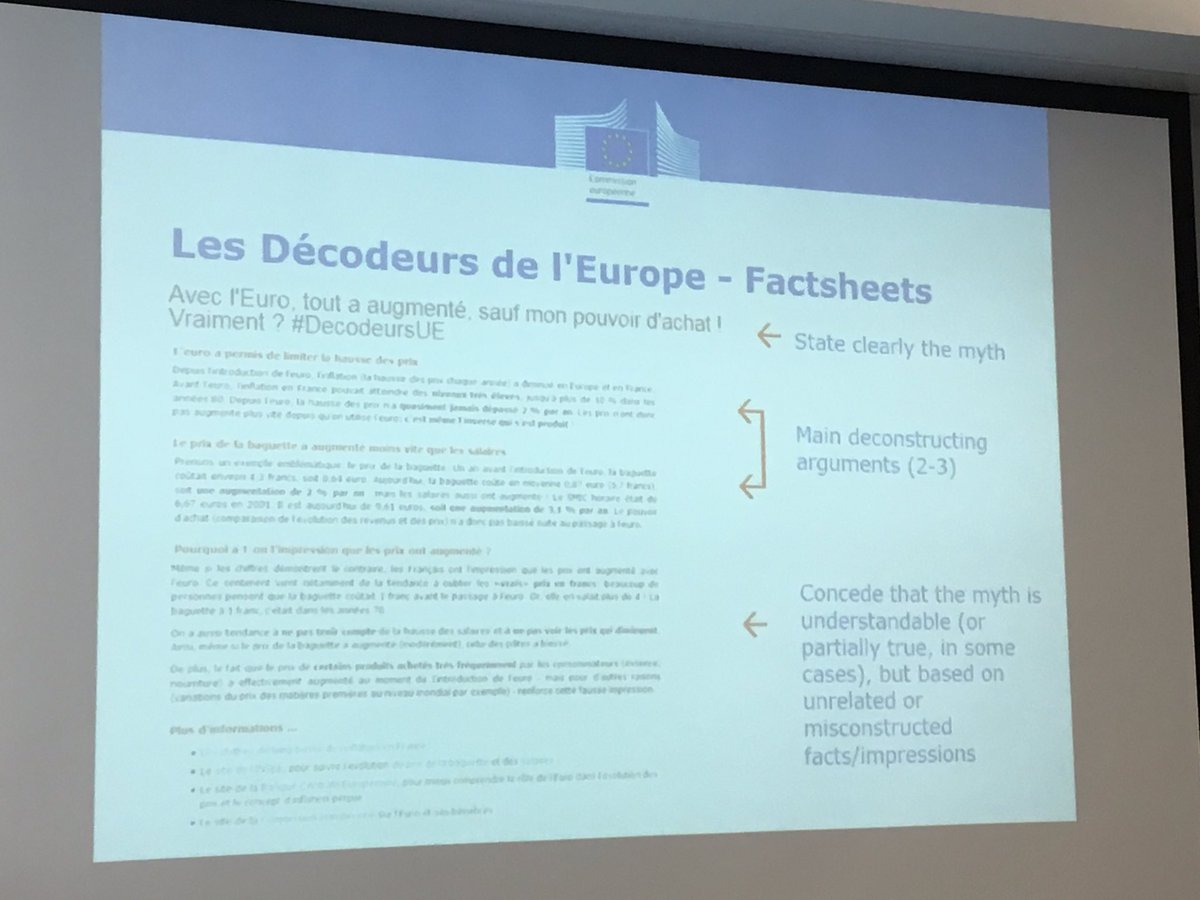 Commission
européenne
Les Décodeurs de l'Europe - Factsheets
Avec l'Euro, tout a augmenté, sauf mon pouvoir d'achat !
Vraiment ? #DecodeursUE
State clearly the myth
L'euro a permis de limiter la hausse des prix
Depuis l'introduction de l'euro, l'inflation (la hausse des prix chaque année) a diminué en Europe et en France.
Avant l'euro, l'inflation en France pouvait atteindre des niveaux très élevés, jusqu'à plus de 10 % dans les
années 80. Depuis l'euro, la hausse des prix n'a quasiment jamais dépassé 2 % par an. Les prix n'ont donc
pas augmenté plus vite depuis qu'on utilise l'euro: c'est même l'inverse qui s'est produit !
Main deconstructing
arguments (2-3)
Le prix de la baguette a augmenté moins vite que les salaires
Prenons un exemple emblématique: le prix de la baguette. Un an avant l'introduction de l'euro, la baguette
coûtait environ 4,3 francs, soit 0,64 euro. Aujourd'hui, la baguette coûte en moyenne 0,87 euro (5,7 francs),
soit une augmentation de 2 % par an mais les salaires aussi ont augmenté ! Le SMIC horaire était de
6,67 euros en 2001. Il est aujourd'hui de 9,61 euros, soit une augmentation de 3,1 % par an. Le pouvoir
d'achat (comparaison de l'évolution des revenus et des prix) n'a donc pas baissé suite au passage à l'euro.
Pourquoi a-t-on l'impression que les prix ont augmenté ?
Même si les chiffres démontrent le contraire, les Français ont l'impression que les prix ont augmenté avec
l'euro. Ce sentiment vient notamment de la tendance à oublier les «vrais» prix en francs: beaucoup de
personnes pensent que la baguette coûtait 1 franc avant le passage à l'euro. Or, elle en valait plus de 4 ! La
baguette à 1 franc, c'était dans les années 70.
On a aussi tendance à ne pas tenir compte de la hausse des salaires et à ne pas voir les prix qui diminuent.
Ainsi, même si le prix de la baguette a augmenté (modérément), celui des pâtes a baissé.
De plus, le fait que le prix de certains produits achetés très fréquemment par les consommateurs (essence,
nourriture) a effectivement augmenté au moment de l'introduction de l'euro - mais pour d'autres raisons
(variations du prix des matières premières au niveau mondial par exemple) - renforce cette fausse impression.
Concede that the myth is
understandable (or
partially true, in some
cases), but based on
unrelated or
misconstructed
facts/impressions
Plus d'informations ...
Le site de l'INSEE, pour suivre l'évolution du prix de la baguette et des salaires
Le site de la Banque Centrale Européenne, pour mieux comprendre le rôle de l'Euro dans l'évolution des
prix et le concept d'inflation perçue
Le site de la Commission européenne sur l'Euro et ses bénéfices